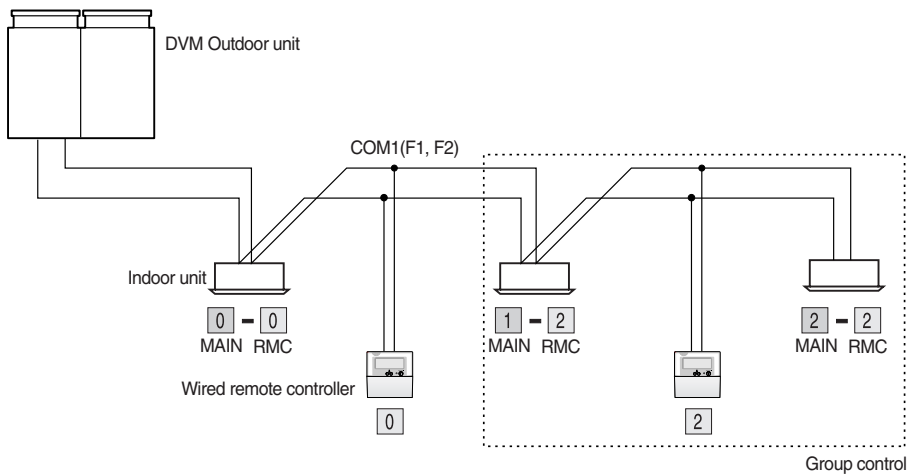 DVM Outdoor unit
COM1(F1, F2)
Indoor unit
0 - 0
MAIN RMC
1 - 2
MAIN RMC
2 - 2
MAIN RMC
Wired remote controller
0
2
Group control